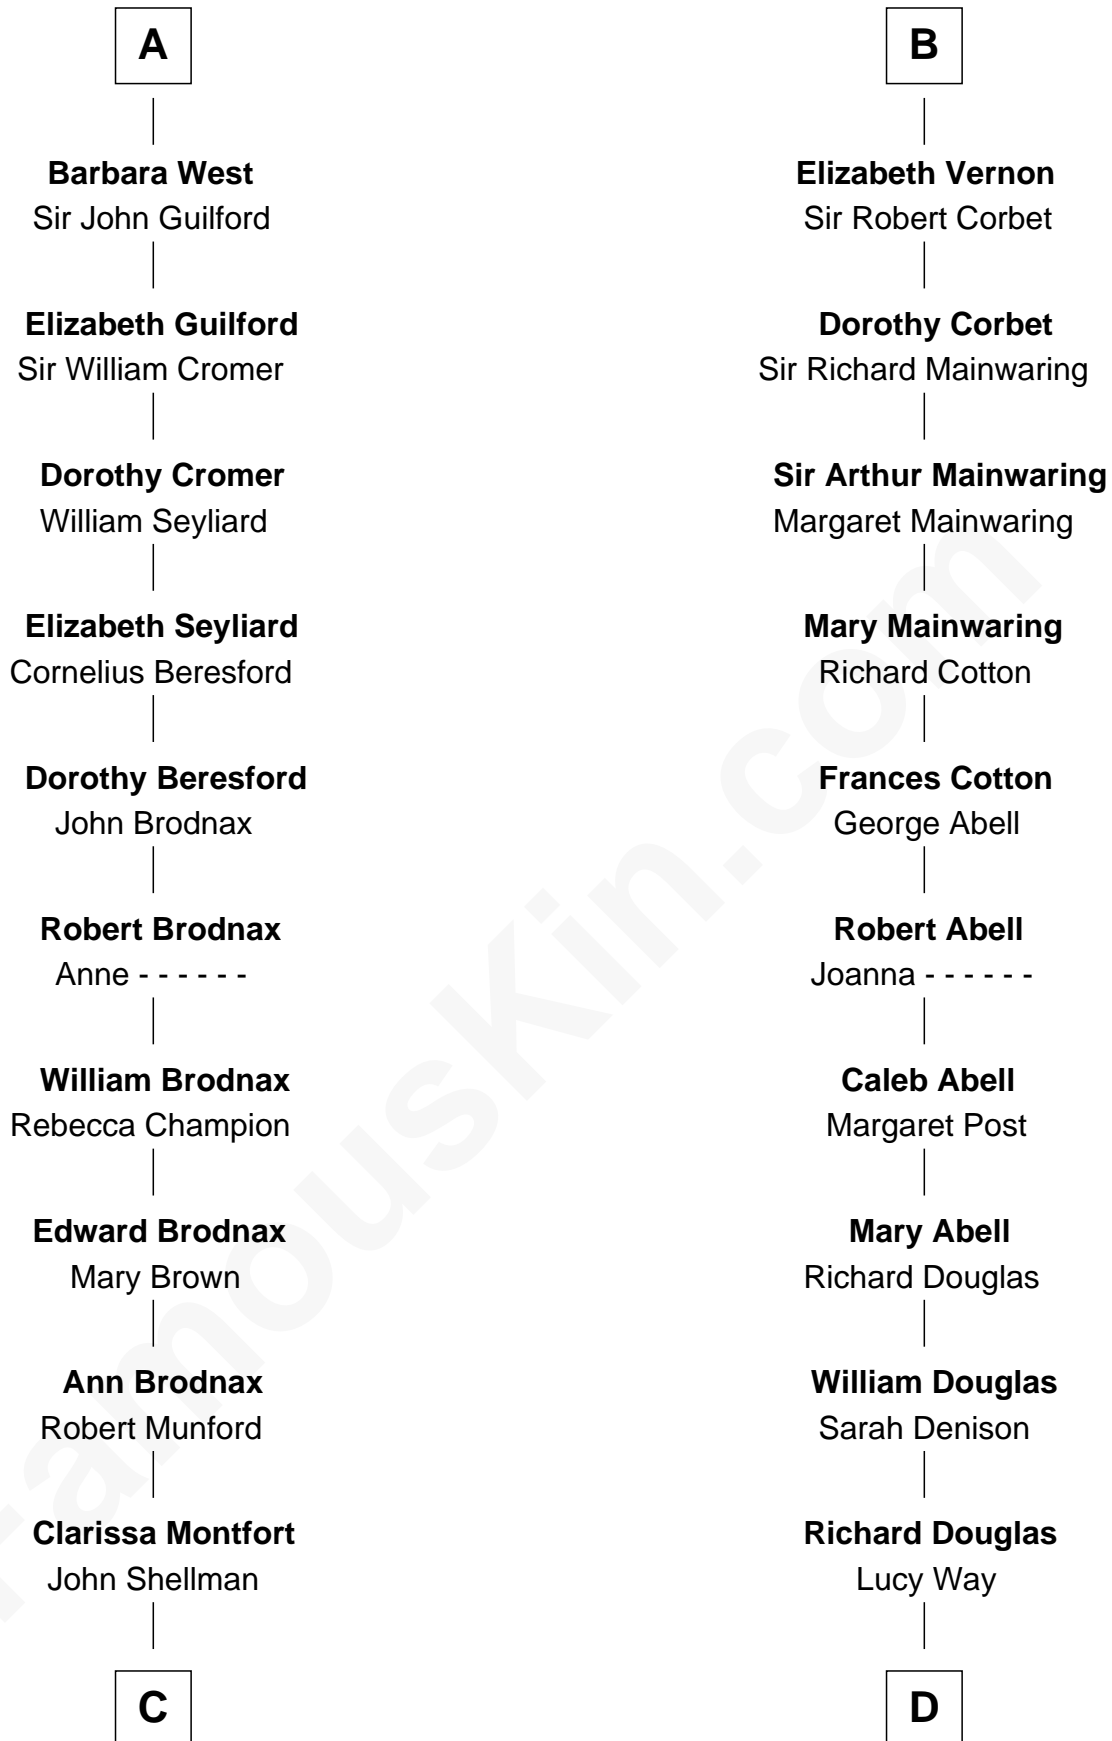 A
Barbara West
Sir John Guilford
Elizabeth Guilford
Sir William Cromer
Dorothy Cromer
William Seyliard
Elizabeth Seyliard
Cornelius Beresford
Dorothy Beresford
John Brodnax
Robert Brodnax
Anne - - - - - -
William Brodnax
Rebecca Champion
Edward Brodnax
Mary Brown
Ann Brodnax
Robert Munford
Clarissa Montfort
John Shellman
C
B
Elizabeth Vernon
Sir Robert Corbet
Dorothy Corbet
Sir Richard Mainwaring
Sir Arthur Mainwaring
Margaret Mainwaring
Mary Mainwaring
Richard Cotton
Frances Cotton
George Abell
Robert Abell
Joanna - - - - - -
Caleb Abell
Margaret Post
Mary Abell
Richard Douglas
William Douglas
Sarah Denison
Richard Douglas
Lucy Way
D
FamousKin.com